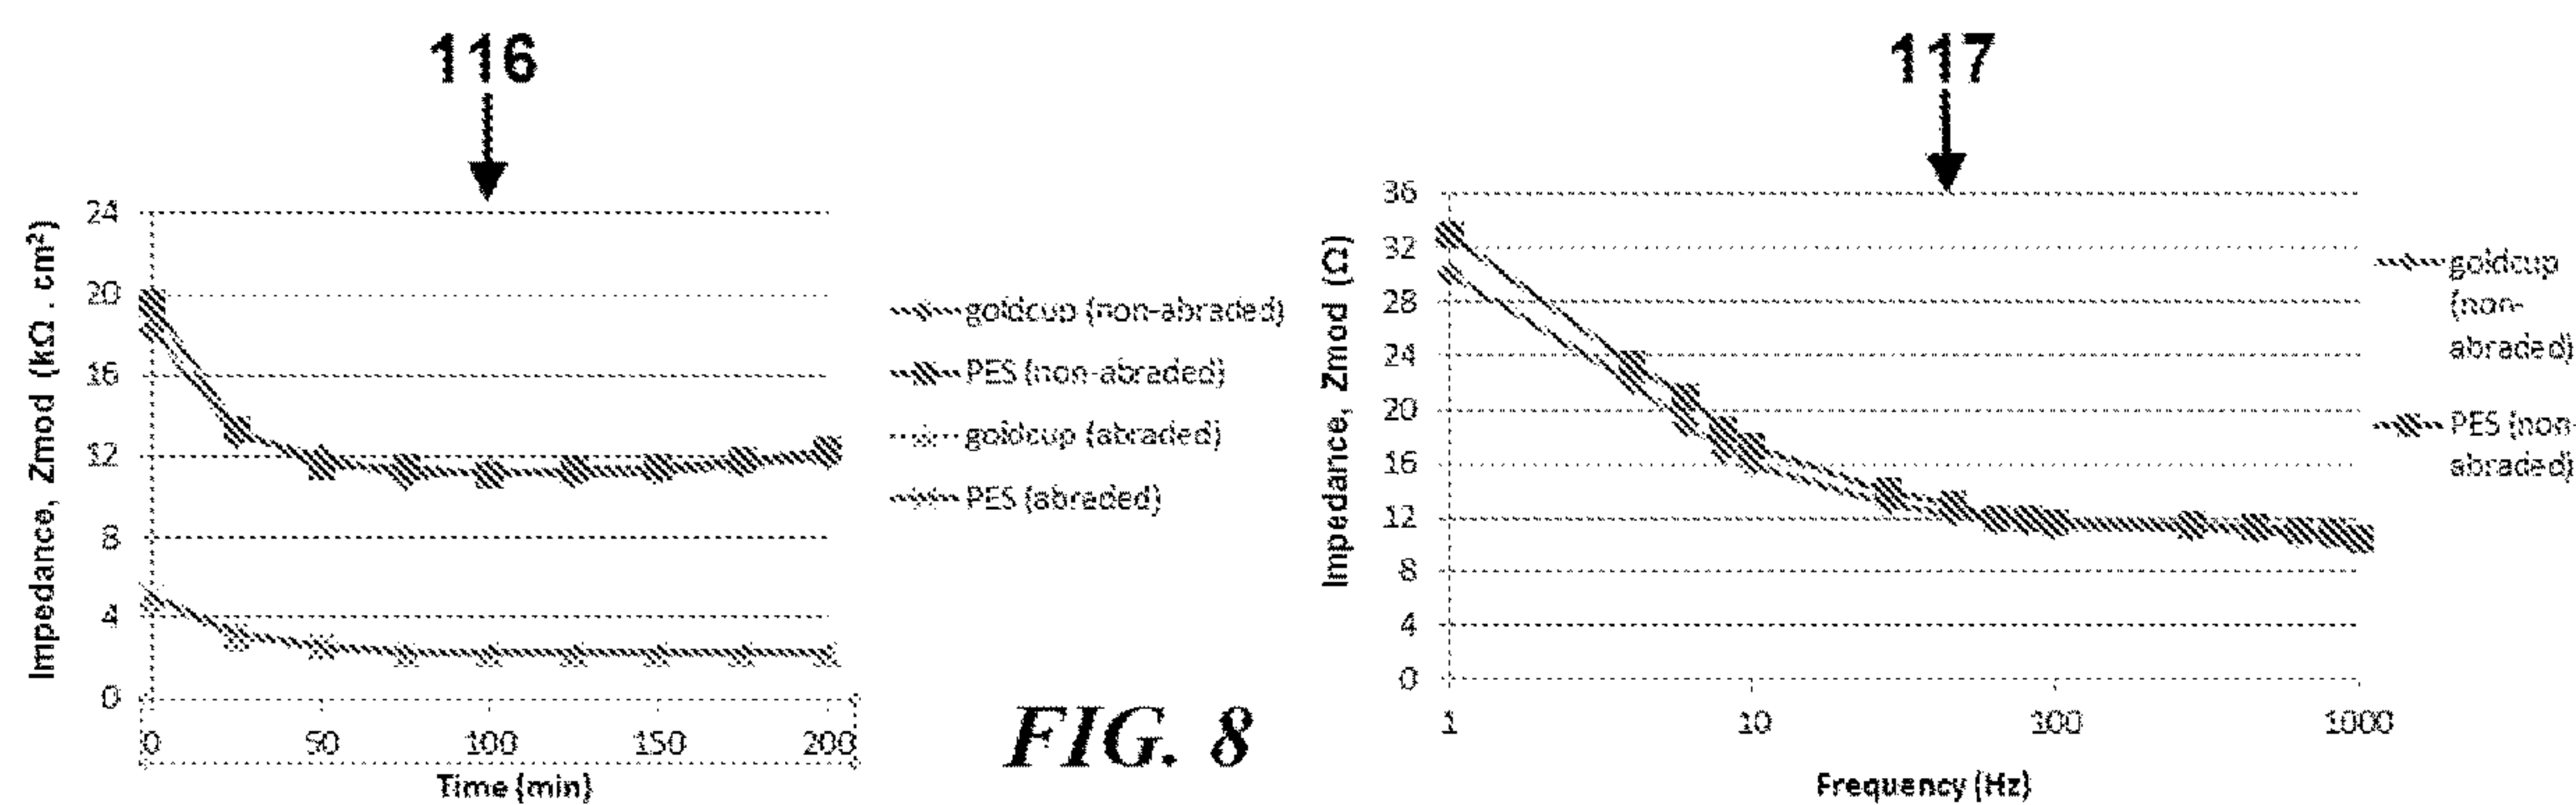 116
24
20
16
12
8
4
0
Impedance, Zmod (kΩ . cm²)
0 50 100 150 200
Time (min)
goldcup (non-abraded)
PES (non-abraded)
goldcup (abraded)
PES (abraded)
FIG. 8
117
36
32
28
24
20
16
12
8
4
0
Impedance, Zmod (Ω)
1 10 100 1000
Frequency (Hz)
goldcup
(non-
abraded)
PES (non-
abraded)